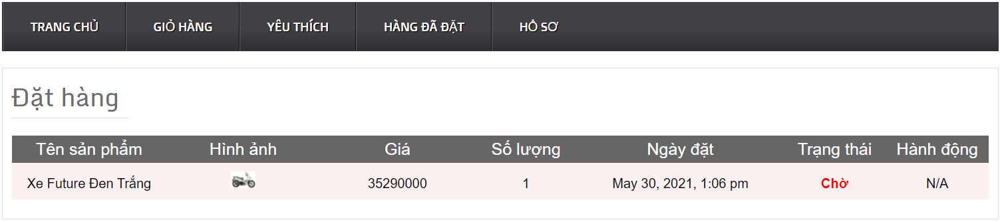 TRANG CHỦ GIỎ HÀNG YÊU THÍCH HÀNG ĐÃ ĐẶT HỒ SƠ
Đặt hàng
Tên sản phẩm Hình ảnh Giá Số lượng Ngày đặt Trạng thái Hành động
Xe Future Đen Trắng 35290000 1 May 30, 2021, 1:06 pm Chờ N/A